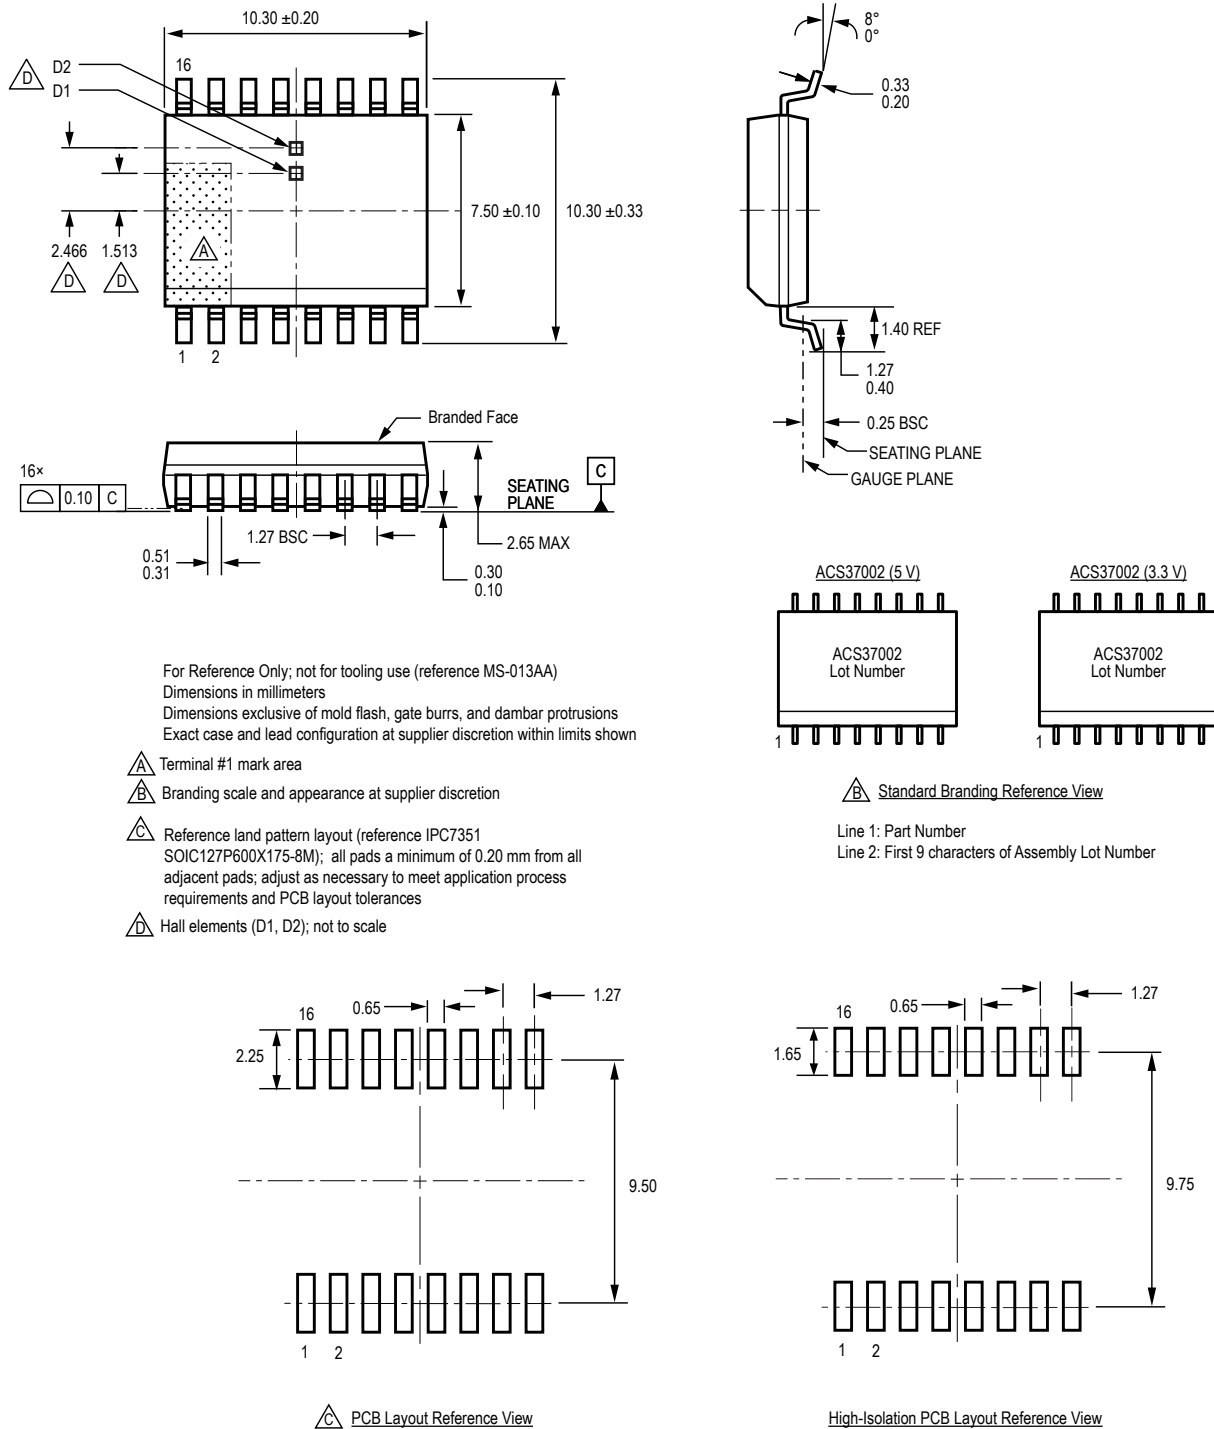 10.30 ±0.20
D
D2
D1
16
7.50 ±0.10
10.30 ±0.33
2.466
1.513
D
D
A
1
2
8°
0°
0.33
0.20
1.40 REF
1.27
0.40
0.25 BSC
SEATING PLANE
GAUGE PLANE
Branded Face
16×
0.10
C
SEATING
PLANE
C
1.27 BSC
2.65 MAX
0.51
0.31
0.30
0.10
ACS37002 (5 V)
ACS37002
Lot Number
1
ACS37002 (3.3 V)
ACS37002
Lot Number
1
B Standard Branding Reference View
Line 1: Part Number
Line 2: First 9 characters of Assembly Lot Number
For Reference Only; not for tooling use (reference MS-013AA)
Dimensions in millimeters
Dimensions exclusive of mold flash, gate burrs, and dambar protrusions
Exact case and lead configuration at supplier discretion within limits shown
A Terminal #1 mark area
B Branding scale and appearance at supplier discretion
C Reference land pattern layout (reference IPC7351
SOIC127P600X175-8M); all pads a minimum of 0.20 mm from all
adjacent pads; adjust as necessary to meet application process
requirements and PCB layout tolerances
D Hall elements (D1, D2); not to scale
16
0.65
1.27
2.25
9.50
1
2
C PCB Layout Reference View
16
0.65
1.27
1.65
9.75
1
2
High-Isolation PCB Layout Reference View